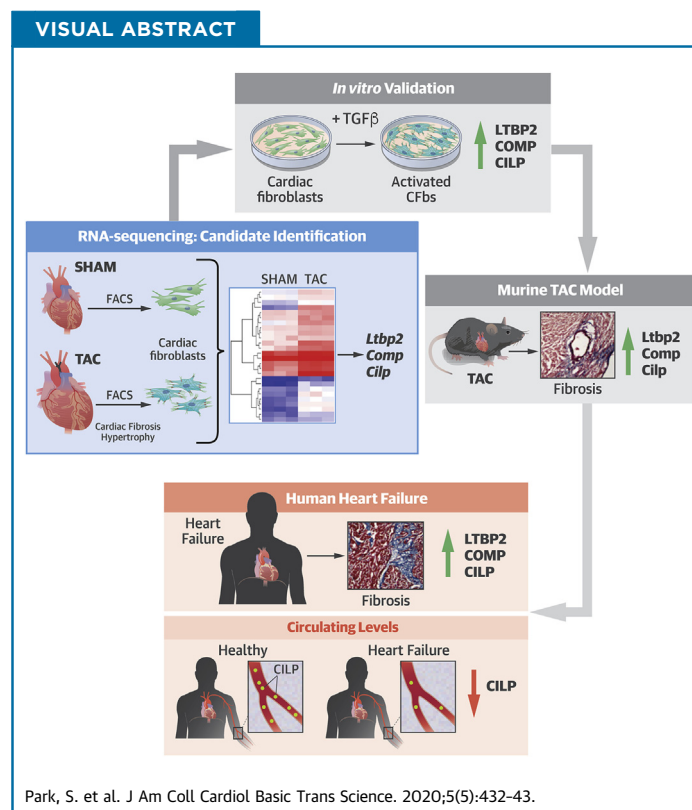 VISUAL ABSTRACT
In vitro Validation
+ TGFβ
Cardiac
fibroblasts
Activated
CFbs
LTBP2
COMP
CILP
RNA-sequencing: Candidate Identification
SHAM
FACS
TAC
FACS
Cardiac Fibrosis
Hypertrophy
Cardiac
fibroblasts
SHAM TAC
Ltbp2
Comp
Cilp
Murine TAC Model
TAC
Fibrosis
Ltbp2
Comp
Cilp
Human Heart Failure
Heart
Failure
Fibrosis
LTBP2
COMP
CILP
Circulating Levels
Healthy
CILP
Heart Failure
CILP
Park, S. et al. J Am Coll Cardiol Basic Trans Science. 2020;5(5):432–43.